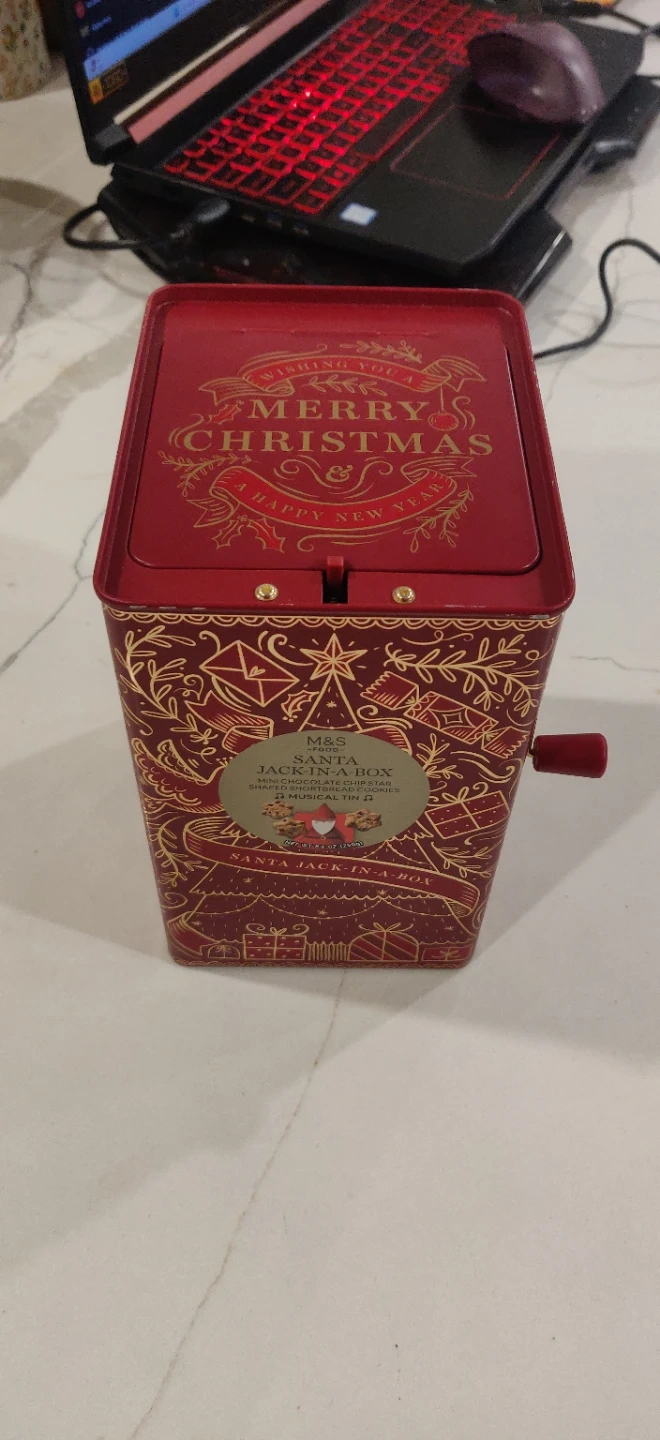 WISHING YOU A
MERRY
CHRISTMAS
&
A HAPPY NEW YEAR
M&S
FOOD
SANTA
JACK-IN-A-BOX
MINI CHOCOLATE CHIP STAR
SHAPED SHORTBREAD COOKIES
MUSICAL TIN
SANTA JACK-IN-A-BOX